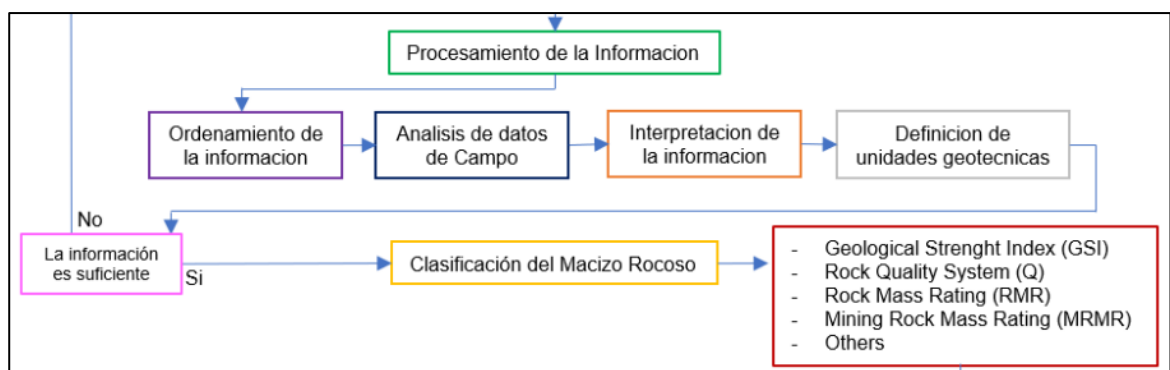 Procesamiento de la Informacion
Ordenamiento de
la informacion
Analisis de datos
de Campo
Interpretacion de
la informacion
Definicion de
unidades geotecnicas
No
La información
es suficiente
Si
Clasificación del Macizo Rocoso
- Geological Strenght Index (GSI)
- Rock Quality System (Q)
- Rock Mass Rating (RMR)
- Mining Rock Mass Rating (MRMR)
- Others